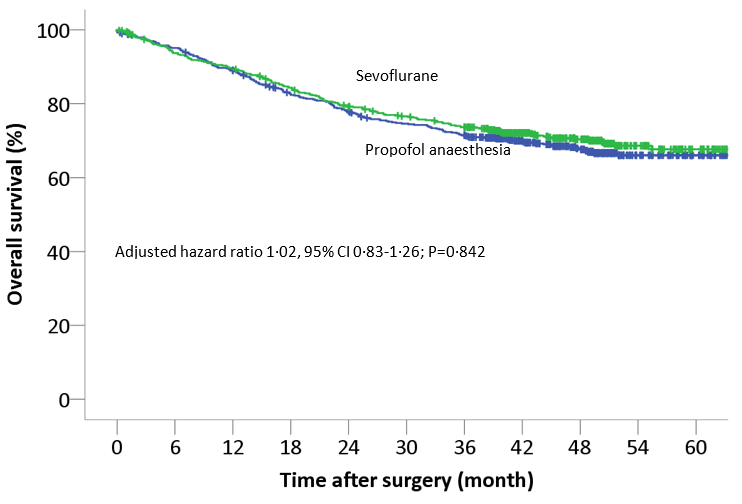 100
80
60
40
20
0
Overall survival (%)
Sevoflurane
Propofol anaesthesia
Adjusted hazard ratio 1·02, 95% CI 0·83-1·26; P=0·842
0 6 12 18 24 30 36 42 48 54 60
Time after surgery (month)